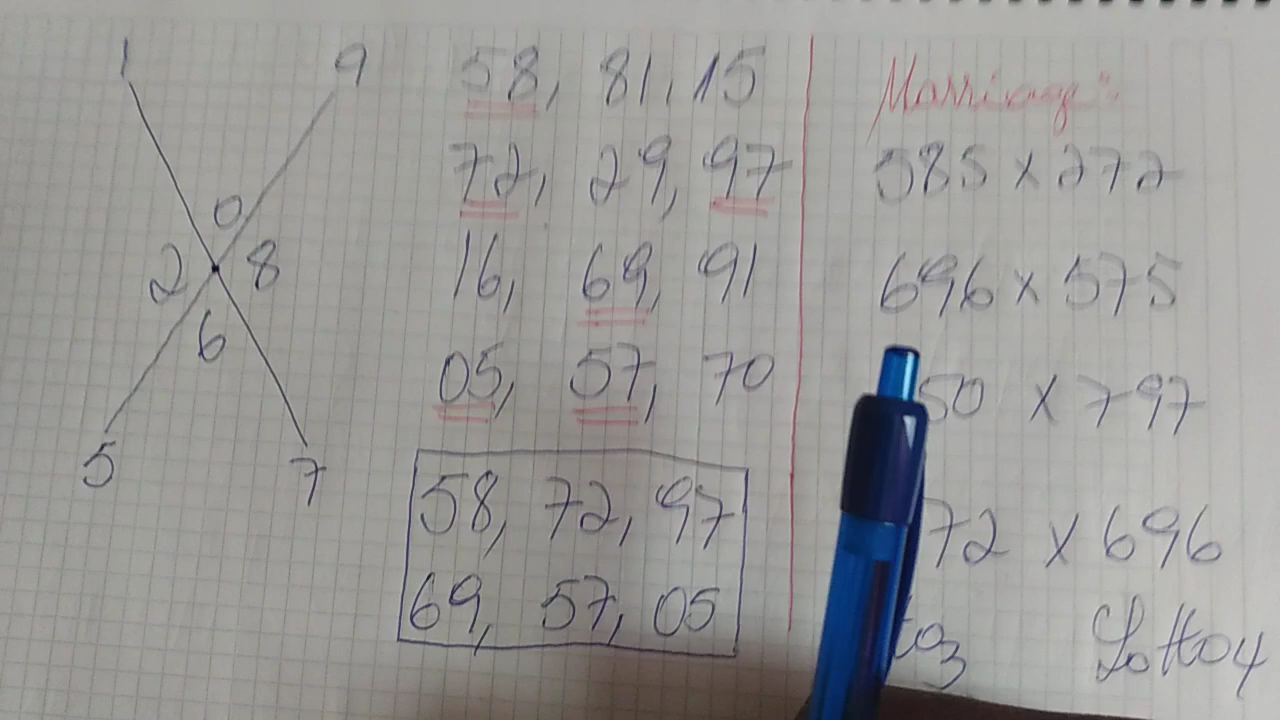 1 9
0
2 8
6
5 7
58, 81, 15
72, 29, 97
16, 69, 91
05, 57, 70
58, 72, 97
69, 57, 05
Marriage:
585 x 272
696 x 575
50 x 797
72 x 696
to3 Lotto4